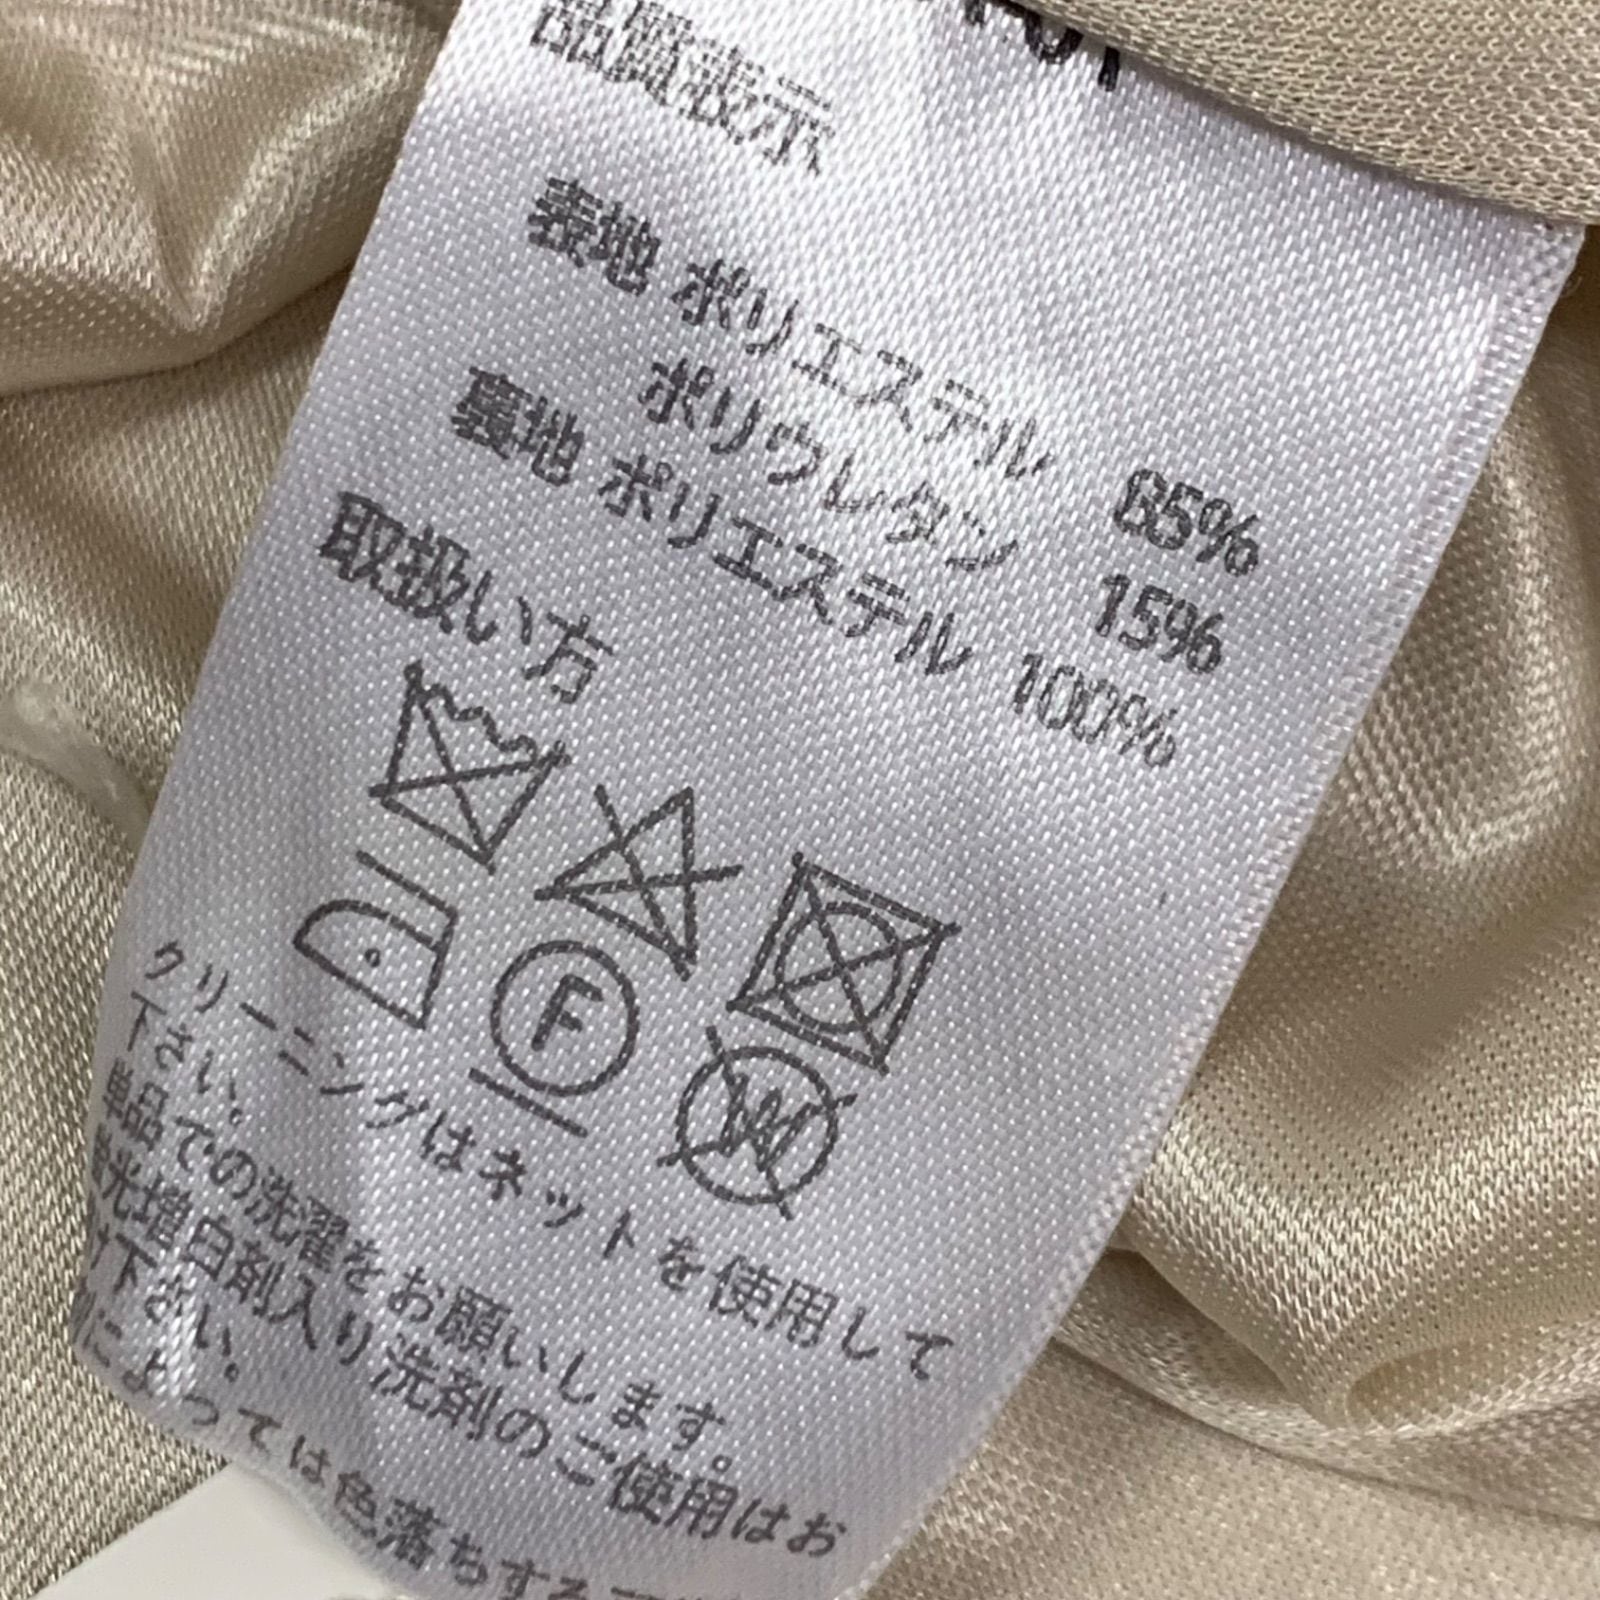 品質表示
表地 ポリエステル 85%
ポリウレタン 15%
裏地 ポリエステル 100%
取扱い方
F
W
クリーニングはネットを使用して
下さい。
単品での洗濯をお願いします。
蛍光増白剤入り洗剤のご使用はお
下さい。
によっては色落ちする